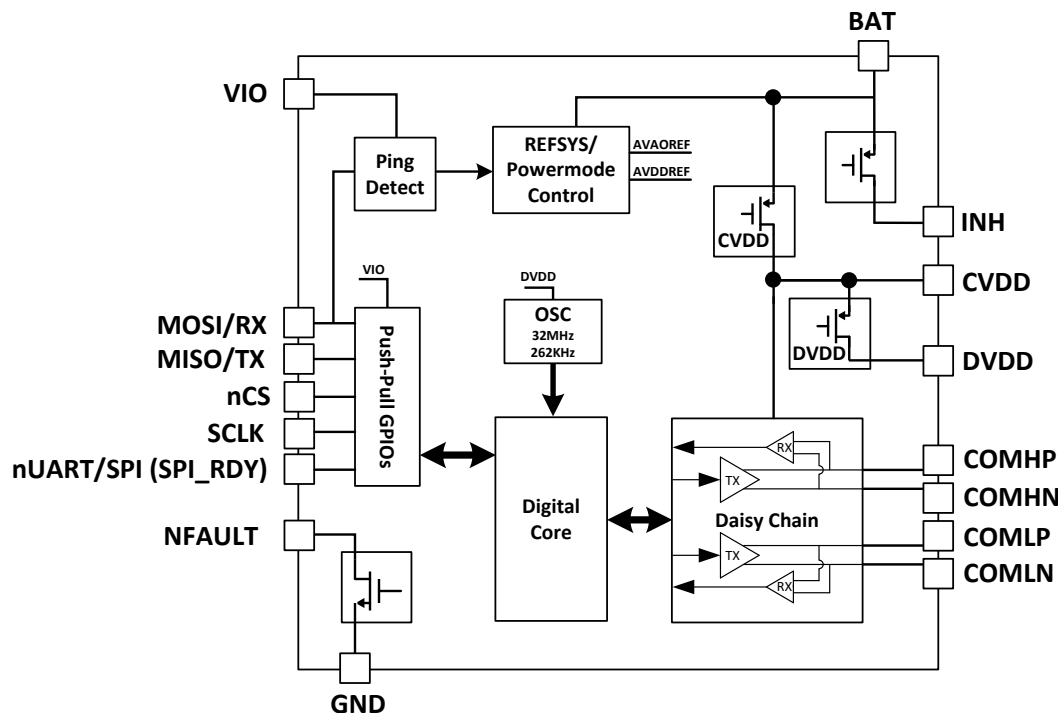 BAT
VIO
Ping
Detect
REFSYS/
Powermode
Control
AVAOREF
AVDDREF
INH
CVDD
CVDD
VIO
DVDD
OSC
32MHz
262KHz
DVDD
DVDD
MOSI/RX
MISO/TX
nCS
SCLK
nUART/SPI (SPI_RDY)
Push-Pull GPIOs
NFAULT
Digital
Core
RX
TX
Daisy Chain
TX
RX
COMHP
COMHN
COMLP
COMLN
GND